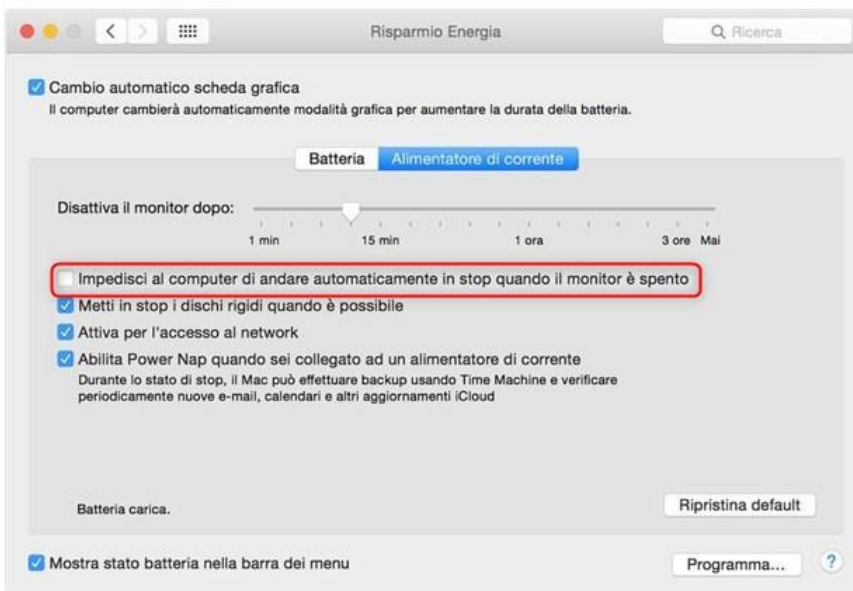 Risparmio Energia
Ricerca
Cambio automatico scheda grafica
Il computer cambierà automaticamente modalità grafica per aumentare la durata della batteria.
Batteria Alimentatore di corrente
Disattiva il monitor dopo:
1 min 15 min 1 ora 3 ore Mai
Impedisci al computer di andare automaticamente in stop quando il monitor è spento
Metti in stop i dischi rigidi quando è possibile
Attiva per l'accesso al network
Abilita Power Nap quando sei collegato ad un alimentatore di corrente
Durante lo stato di stop, il Mac può effettuare backup usando Time Machine e verificare
periodicamente nuove e-mail, calendari e altri aggiornamenti iCloud
Batteria carica.
Ripristina default
Mostra stato batteria nella barra dei menu
Programma...
?